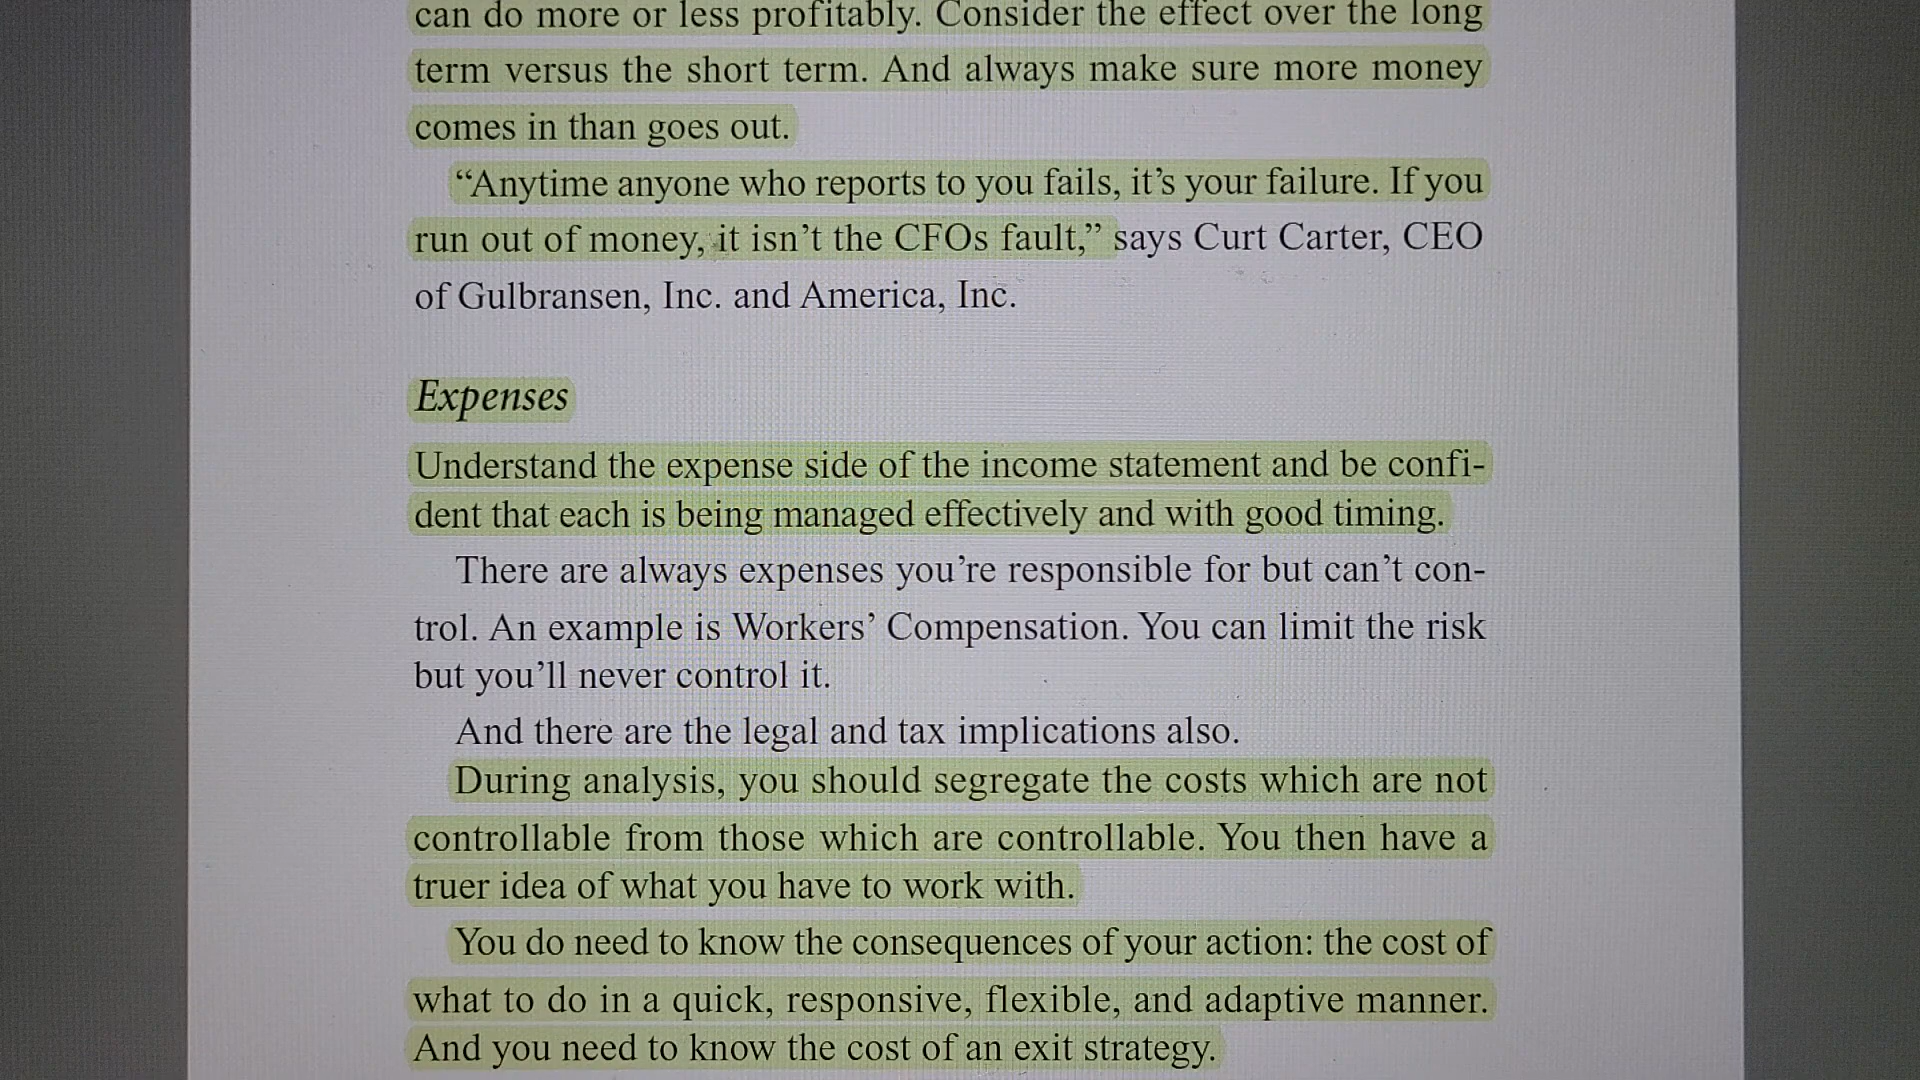 can do more or less profitably. Consider the effect over the long
term versus the short term. And always make sure more money
comes in than goes out.
“Anytime anyone who reports to you fails, it’s your failure. If you
run out of money, it isn’t the CFOs fault,” says Curt Carter, CEO
of Gulbransen, Inc. and America, Inc.
Expenses
Understand the expense side of the income statement and be confi-
dent that each is being managed effectively and with good timing.
There are always expenses you’re responsible for but can’t con-
trol. An example is Workers’ Compensation. You can limit the risk
but you’ll never control it.
And there are the legal and tax implications also.
During analysis, you should segregate the costs which are not
controllable from those which are controllable. You then have a
truer idea of what you have to work with.
You do need to know the consequences of your action: the cost of
what to do in a quick, responsive, flexible, and adaptive manner.
And you need to know the cost of an exit strategy.